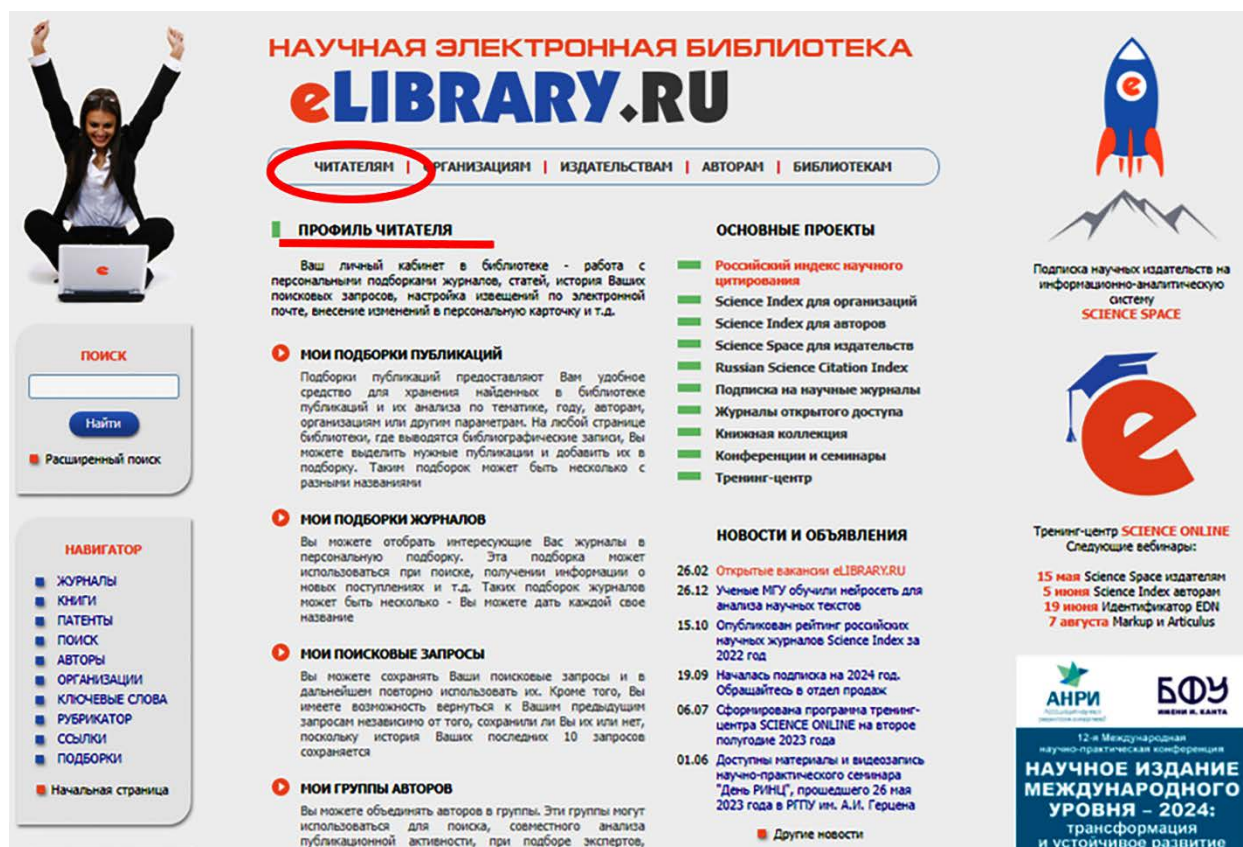 НАУЧНАЯ ЭЛЕКТРОННАЯ БИБЛИОТЕКА
eLIBRARY.RU
ЧИТАТЕЛЯМ | ОРГАНИЗАЦИЯМ | ИЗДАТЕЛЬСТВАМ | АВТОРАМ | БИБЛИОТЕКАМ
ПОИСК
Найти
Расширенный поиск
НАВИГАТОР
ЖУРНАЛЫ
КНИГИ
ПАТЕНТЫ
ПОИСК
АВТОРЫ
ОРГАНИЗАЦИИ
КЛЮЧЕВЫЕ СЛОВА
РУБРИКАТОР
ССЫЛКИ
ПОДБОРКИ
Начальная страница
ПРОФИЛЬ ЧИТАТЕЛЯ
Ваш личный кабинет в библиотеке - работа с
персональными подборками журналов, статей, история Ваших
поисковых запросов, настройка извещений по электронной
почте, внесение изменений в персональную карточку и т.д.
МОИ ПОДБОРКИ ПУБЛИКАЦИЙ
Подборки публикаций предоставляют Вам удобное
средство для хранения найденных в библиотеке
публикаций и их анализа по тематике, году, авторам,
организациям или другим параметрам. На любой странице
библиотеки, где выводятся библиографические записи, Вы
можете выделить нужные публикации и добавить их в
подборку. Таким подборок может быть несколько с
разными названиями
МОИ ПОДБОРКИ ЖУРНАЛОВ
Вы можете отобрать интересующие Вас журналы в
персональную подборку. Эта подборка может
использоваться при поиске, получении информации о
новых поступлениях и т.д. Таких подборок журналов
может быть несколько - Вы можете дать каждой свое
название
МОИ ПОИСКОВЫЕ ЗАПРОСЫ
Вы можете сохранять Ваши поисковые запросы и в
дальнейшем повторно использовать их. Кроме того, Вы
имеете возможность вернуться к Вашим предыдущим
запросам независимо от того, сохранили ли Вы их или нет,
поскольку история Ваших последних 10 запросов
сохраняется
МОИ ГРУППЫ АВТОРОВ
Вы можете объединять авторов в группы. Эти группы могут
использоваться для поиска, совместного анализа
публикационной активности, при подборе экспертов,
ОСНОВНЫЕ ПРОЕКТЫ
Российский индекс научного
цитирования
Science Index для организаций
Science Index для авторов
Science Space для издательств
Russian Science Citation Index
Подписка на научные журналы
Журналы открытого доступа
Книжная коллекция
Конференции и семинары
Тренинг-центр
НОВОСТИ И ОБЪЯВЛЕНИЯ
26.02 Открытые вакансии eLIBRARY.RU
26.12 Ученые МГУ обучили нейросеть для
анализа научных текстов
15.10 Опубликован рейтинг российских
научных журналов Science Index за
2022 год
19.09 Началась подписка на 2024 год.
Обращайтесь в отдел продаж
06.07 Сформирована программа тренинг-
центра SCIENCE ONLINE на второе
полугодие 2023 года
01.06 Доступны материалы и видеозапись
научно-практического семинара
"День РИНЦ", прошедшего 26 мая
2023 года в РГПУ им. А.И. Герцена
Другие новости
Подписка научных издательств на
информационно-аналитическую
систему
SCIENCE SPACE
Тренинг-центр SCIENCE ONLINE
Следующие вебинары:
15 мая Science Space издателям
5 июня Science Index авторам
19 июня Идентификатор EDN
7 августа Markup и Articulus
АНРИ
БФУ
ИМЕНИ И. КАНТА
12-я Международная
научно-практическая конференция
НАУЧНОЕ ИЗДАНИЕ
МЕЖДУНАРОДНОГО
УРОВНЯ – 2024:
трансформация
и устойчивое развитие